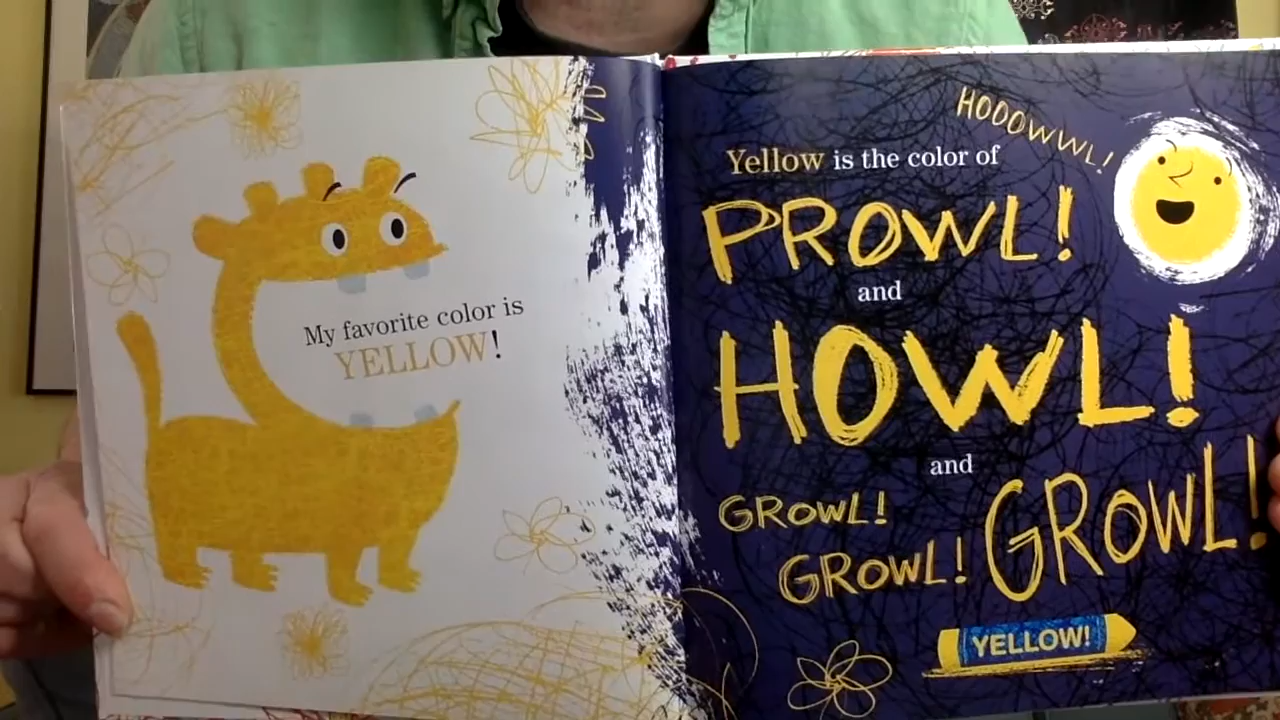 My favorite color is
YELLOW!
HOOOWWL!
Yellow is the color of
PROWL!
and
HOWL!
and
GROWL!
GROWL! GROWL!
YELLOW!